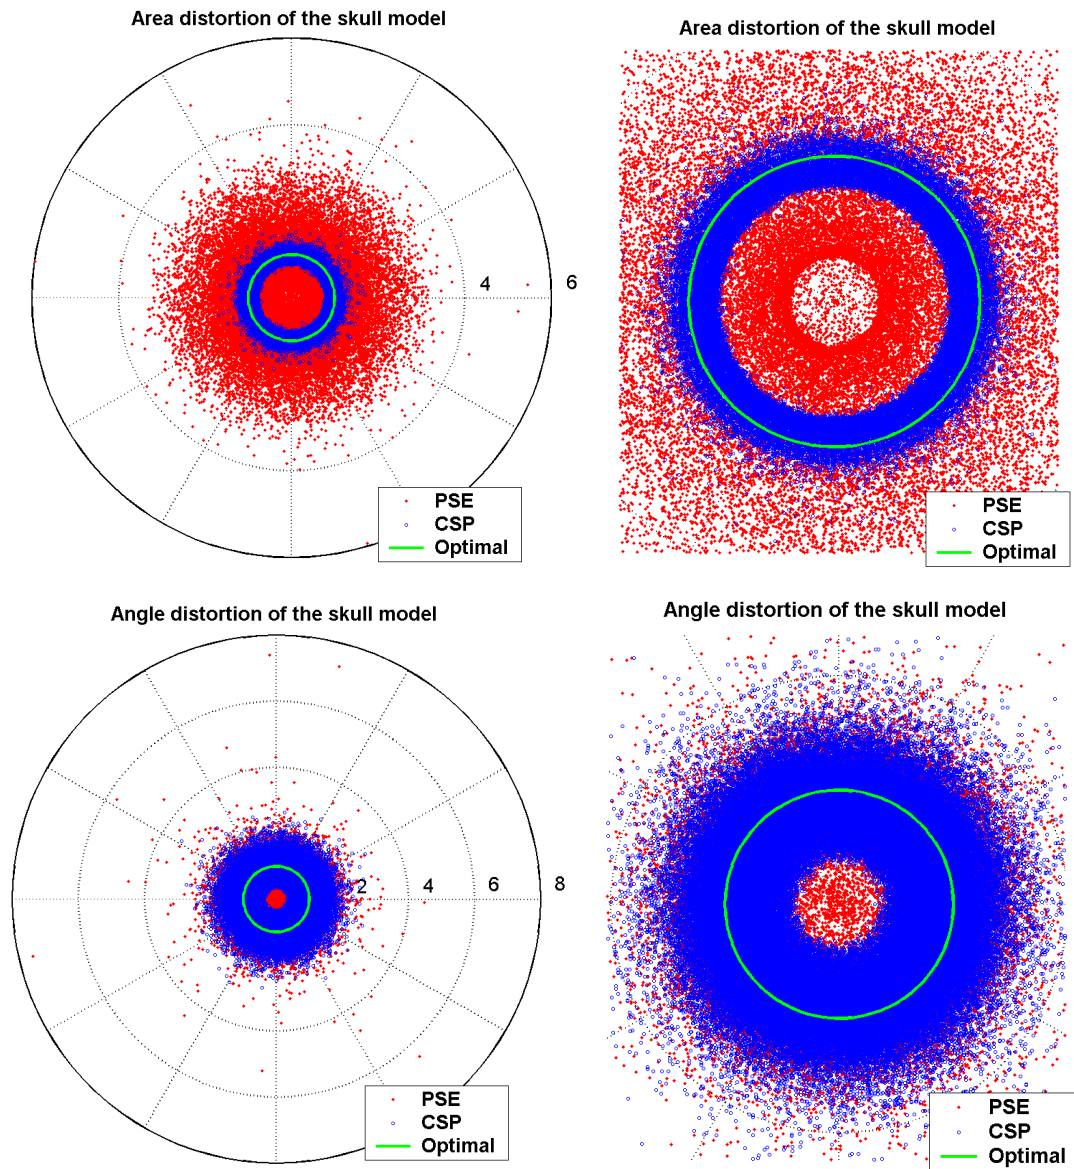 Area distortion of the skull model
2
4
6
PSE
CSP
Optimal
Area distortion of the skull model
PSE
CSP
Optimal
Angle distortion of the skull model
2
4
6
8
PSE
CSP
Optimal
Angle distortion of the skull model
PSE
CSP
Optimal